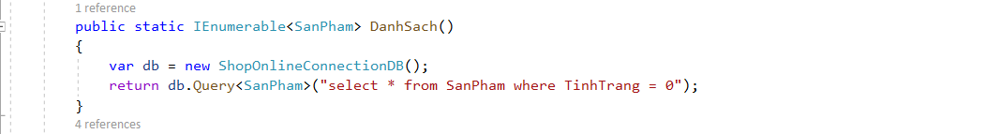 1 reference
public static IEnumerable<SanPham> DanhSach()
{
var db = new ShopOnlineConnectionDB();
return db.Query<SanPham>("select * from SanPham where TinhTrang = 0");
}
4 references